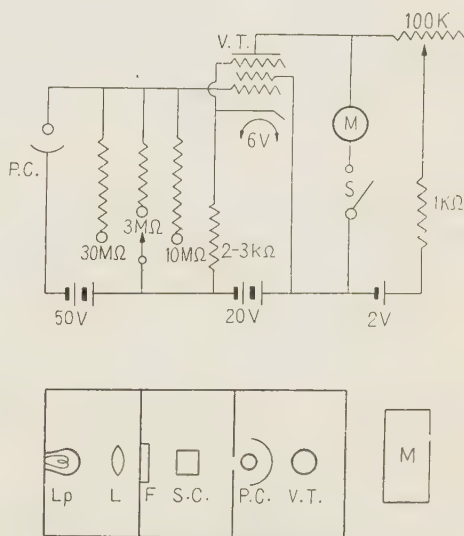 100K
V.T.
M
P.C.
6V
S
3MΩ
1KΩ
30MΩ
10MΩ
2-3kΩ
50V
20V
2V
M
Lp L F S.C. P.C. V.T.